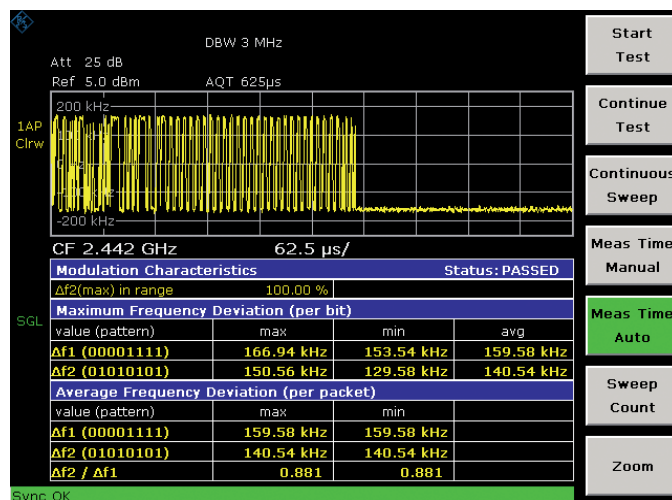 DBW 3 MHz
Att 25 dB
Ref 5.0 dBm AQT 625µs
200 kHz
1AP
Clrw
-200 kHz
CF 2.442 GHz 62.5 µs/
Modulation Characteristics Status: PASSED
Δf2(max) in range 100.00 %
SGL
Maximum Frequency Deviation (per bit)
value (pattern) max min avg
Δf1 (00001111) 166.94 kHz 153.54 kHz 159.58 kHz
Δf2 (01010101) 150.56 kHz 129.58 kHz 140.54 kHz
Average Frequency Deviation (per packet)
value (pattern) max min
Δf1 (00001111) 159.58 kHz 159.58 kHz
Δf2 (01010101) 140.54 kHz 140.54 kHz
Δf2 / Δf1 0.881 0.881
Sync OK
Start
Test
Continue
Test
Continuous
Sweep
Meas Time
Manual
Meas Time
Auto
Sweep
Count
Zoom